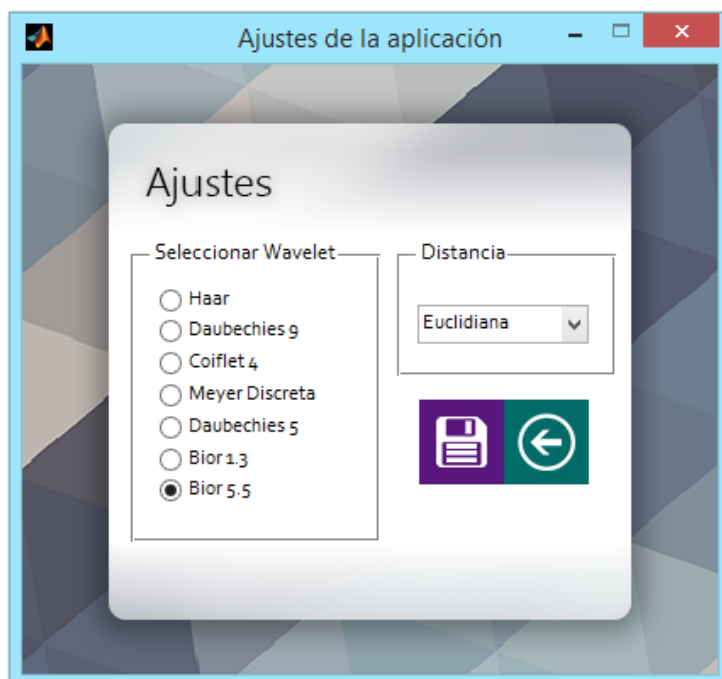 Ajustes de la aplicación
Ajustes
Seleccionar Wavelet
Haar
Daubechies 9
Coiflet 4
Meyer Discreta
Daubechies 5
Bior 1.3
Bior 5.5
Distancia
Euclidiana